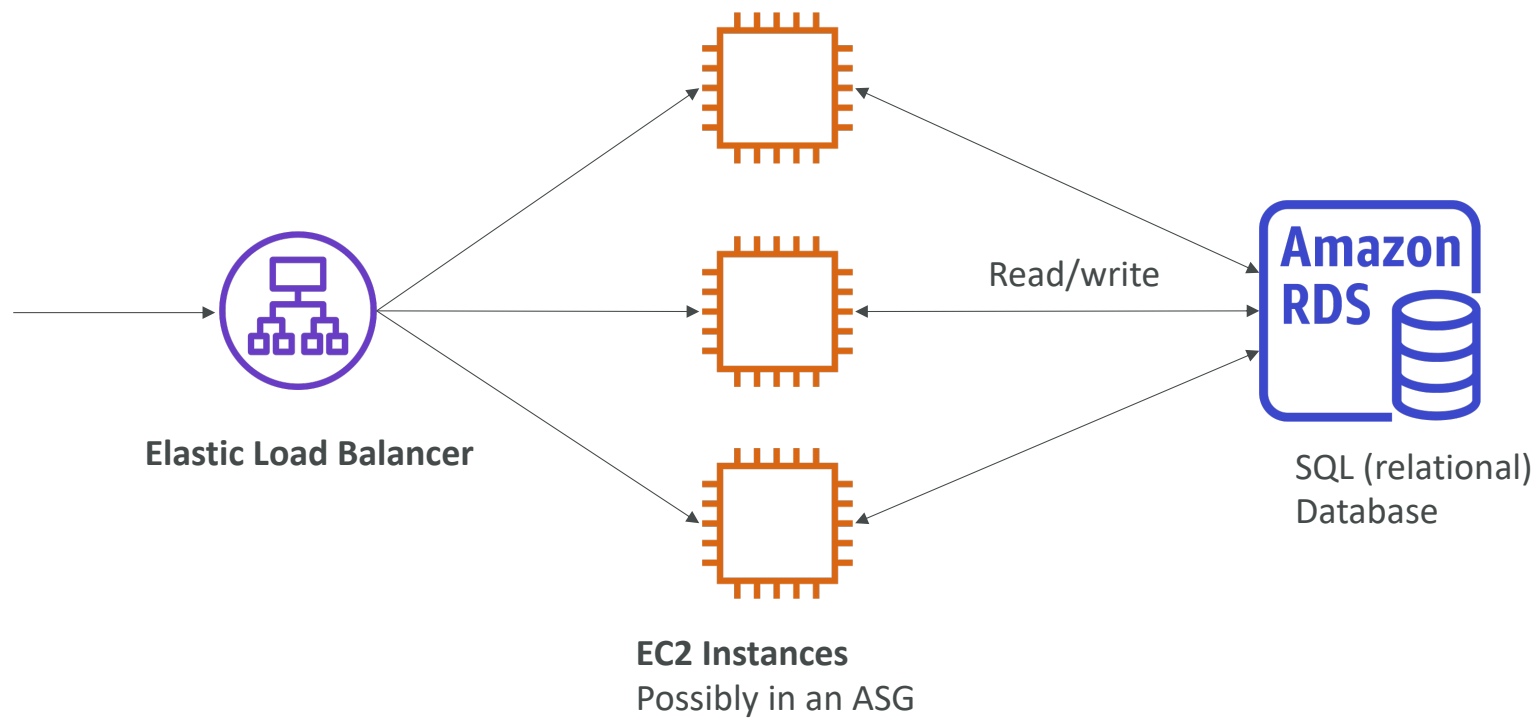 Elastic Load Balancer
EC2 Instances
Possibly in an ASG
Read/write
Amazon
RDS
SQL (relational)
Database